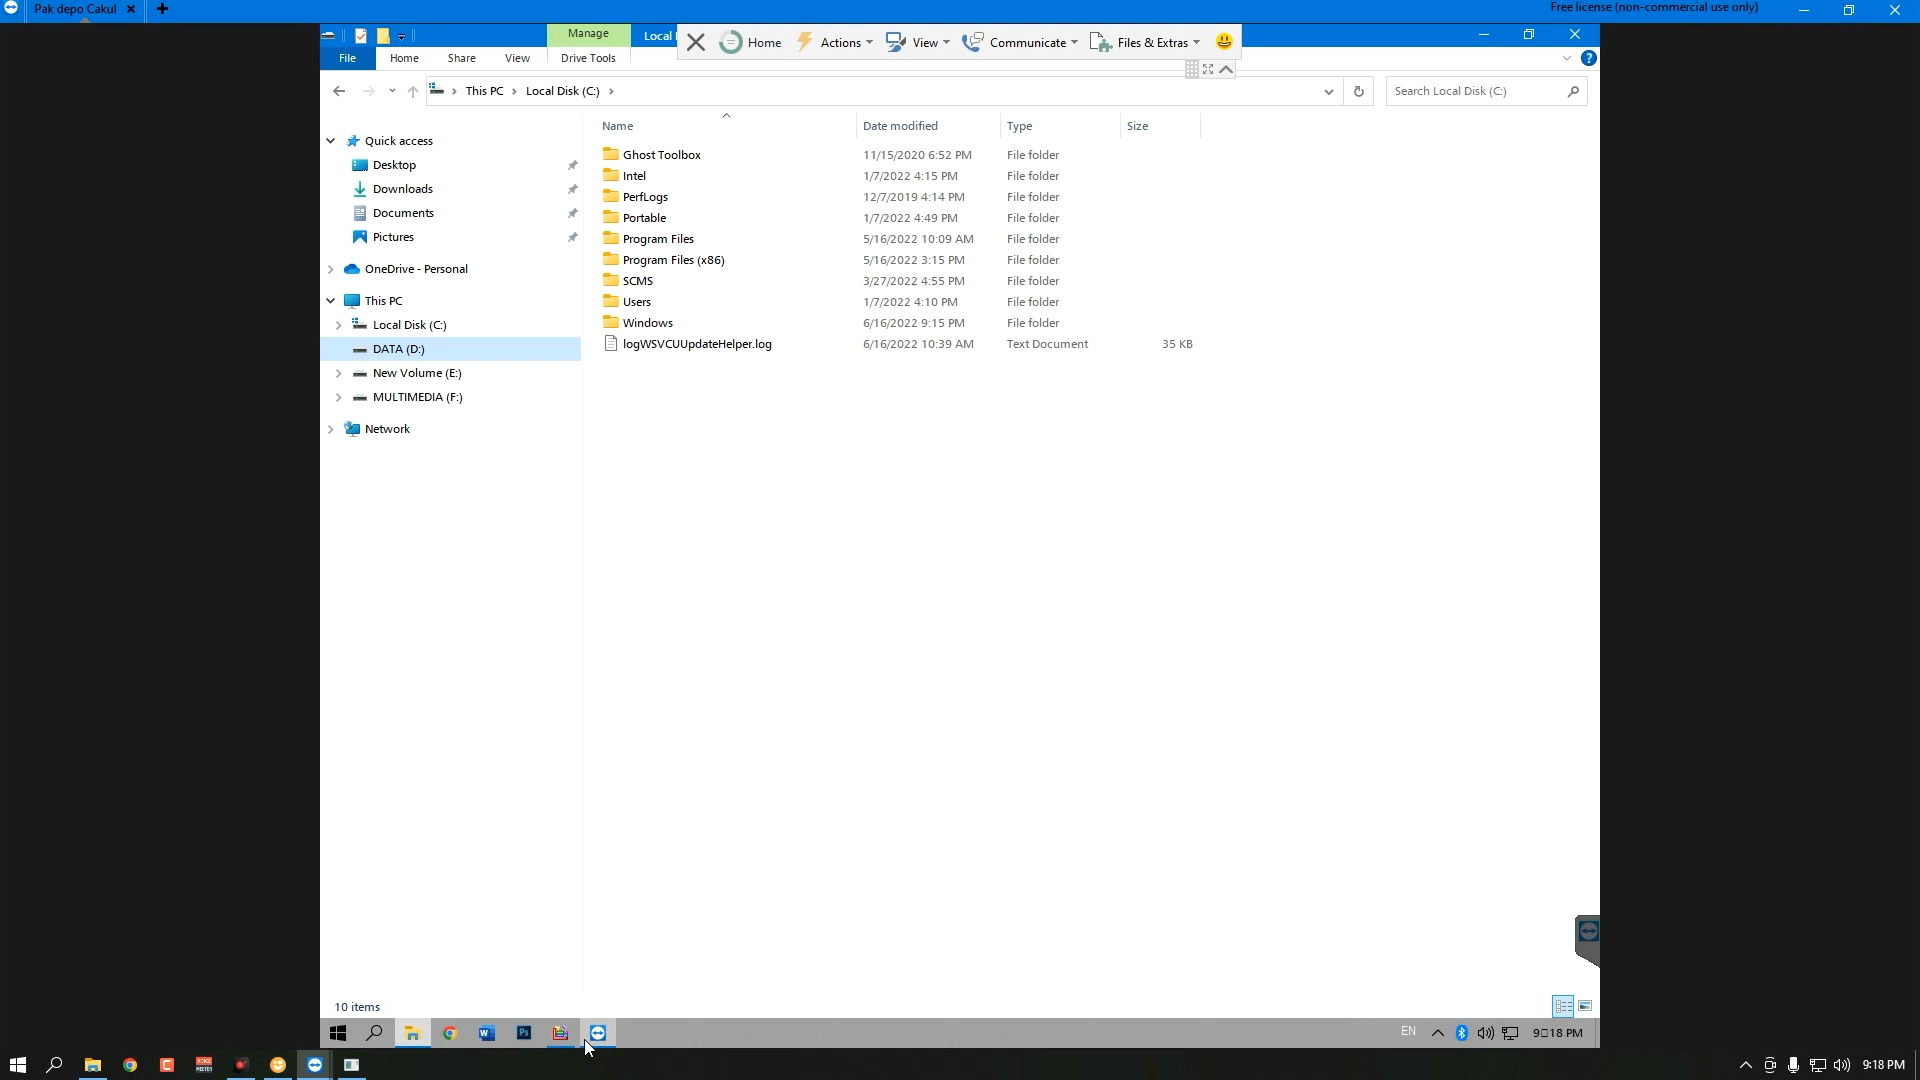 Pak depo Cakul
Free license (non-commercial use only)
Manage
Local
Home
Actions
View
Communicate
Files & Extras
File
Home
Share
View
Drive Tools
This PC
Local Disk (C:)
Search Local Disk (C:)
Name
Date modified
Type
Size
Quick access
Desktop
Downloads
Documents
Pictures
OneDrive - Personal
This PC
Local Disk (C:)
DATA (D:)
New Volume (E:)
MULTIMEDIA (F:)
Network
Ghost Toolbox 11/15/2020 6:52 PM File folder
Intel 1/7/2022 4:15 PM File folder
PerfLogs 12/7/2019 4:14 PM File folder
Portable 1/7/2022 4:49 PM File folder
Program Files 5/16/2022 10:09 AM File folder
Program Files (x86) 5/16/2022 3:15 PM File folder
SCMS 3/27/2022 4:55 PM File folder
Users 1/7/2022 4:10 PM File folder
Windows 6/16/2022 9:15 PM File folder
logWSVCUUpdateHelper.log 6/16/2022 10:39 AM Text Document 35 KB
10 items
Ps
EN
9▯18 PM
9:18 PM